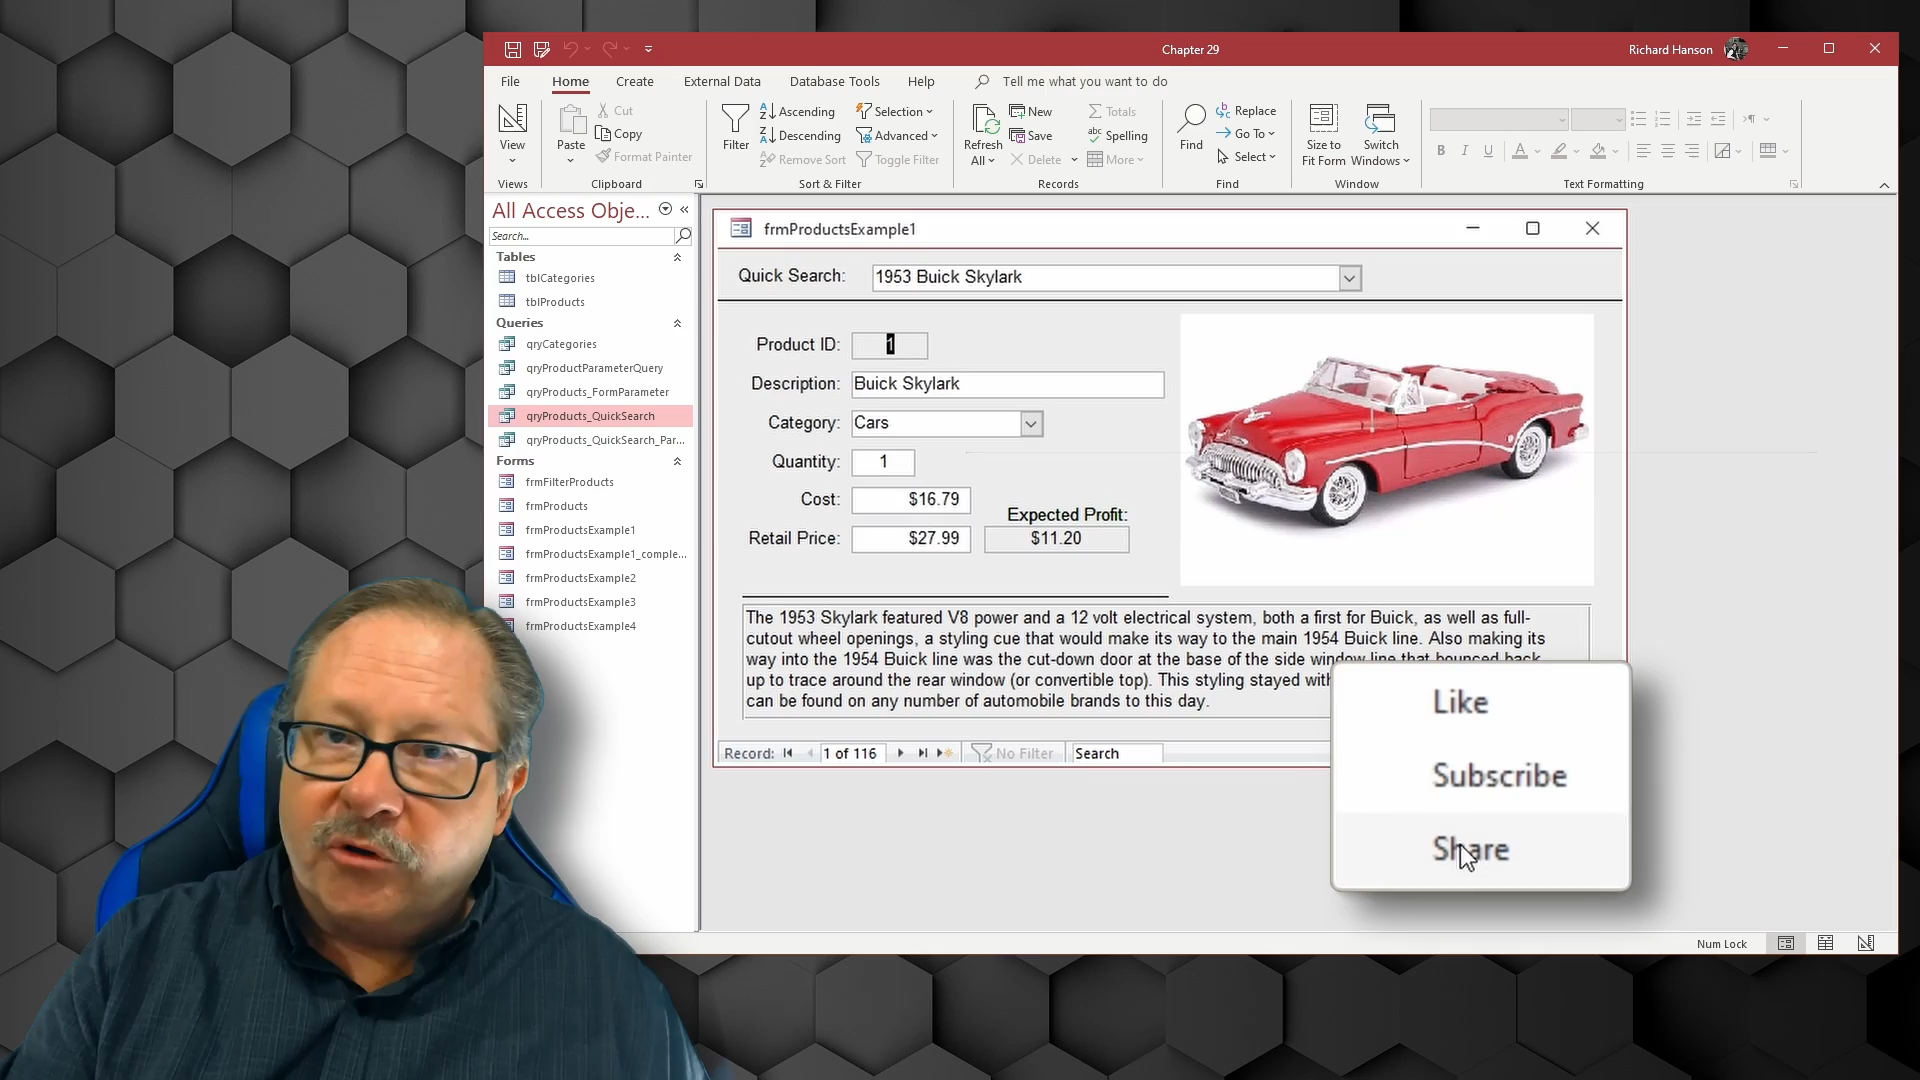 Chapter 29
Richard Hanson
File Home Create External Data Database Tools Help Tell me what you want to do
View
Views
Paste
Cut
Copy
Format Painter
Clipboard
Filter
Ascending
Descending
Remove Sort
Selection
Advanced
Toggle Filter
Sort & Filter
Refresh
All
New
Save
Delete
Totals
Spelling
More
Records
Find
Replace
Go To
Select
Find
Size to
Fit Form
Switch
Windows
Window
B I U
Text Formatting
All Access Obje...
Search...
Tables
tblCategories
tblProducts
Queries
qryCategories
qryProductParameterQuery
qryProducts_FormParameter
qryProducts_QuickSearch
qryProducts_QuickSearch_Par...
Forms
frmFilterProducts
frmProducts
frmProductsExample1
frmProductsExample1_comple...
frmProductsExample2
frmProductsExample3
frmProductsExample4
frmProductsExample1
Quick Search: 1953 Buick Skylark
Product ID: 1
Description: Buick Skylark
Category: Cars
Quantity: 1
Cost: $16.79
Expected Profit:
Retail Price: $27.99 $11.20
The 1953 Skylark featured V8 power and a 12 volt electrical system, both a first for Buick, as well as full-
cutout wheel openings, a styling cue that would make its way to the main 1954 Buick line. Also making its
way into the 1954 Buick line was the cut-down door at the base of the side window line that bounced back
up to trace around the rear window (or convertible top). This styling stayed with
can be found on any number of automobile brands to this day.
Record: 1 of 116 No Filter Search
Like
Subscribe
Share
Num Lock